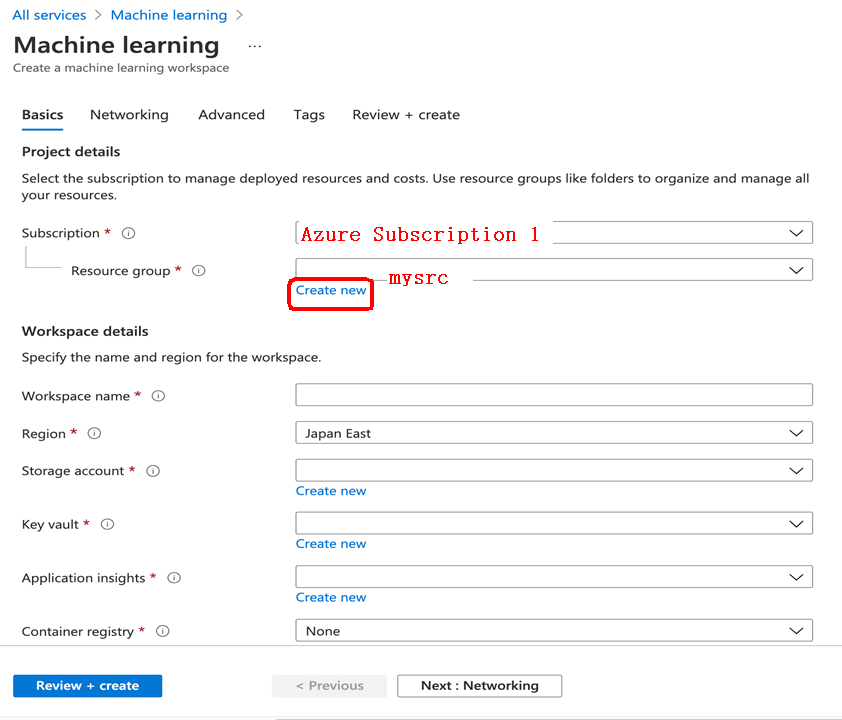 All services > Machine learning >
Machine learning ...
Create a machine learning workspace
Basics Networking Advanced Tags Review + create
Project details
Select the subscription to manage deployed resources and costs. Use resource groups like folders to organize and manage all
your resources.
Subscription * Azure Subscription 1
Resource group * mysrc
Create new
Workspace details
Specify the name and region for the workspace.
Workspace name *
Region * Japan East
Storage account *
Create new
Key vault *
Create new
Application insights *
Create new
Container registry * None
Review + create < Previous Next : Networking